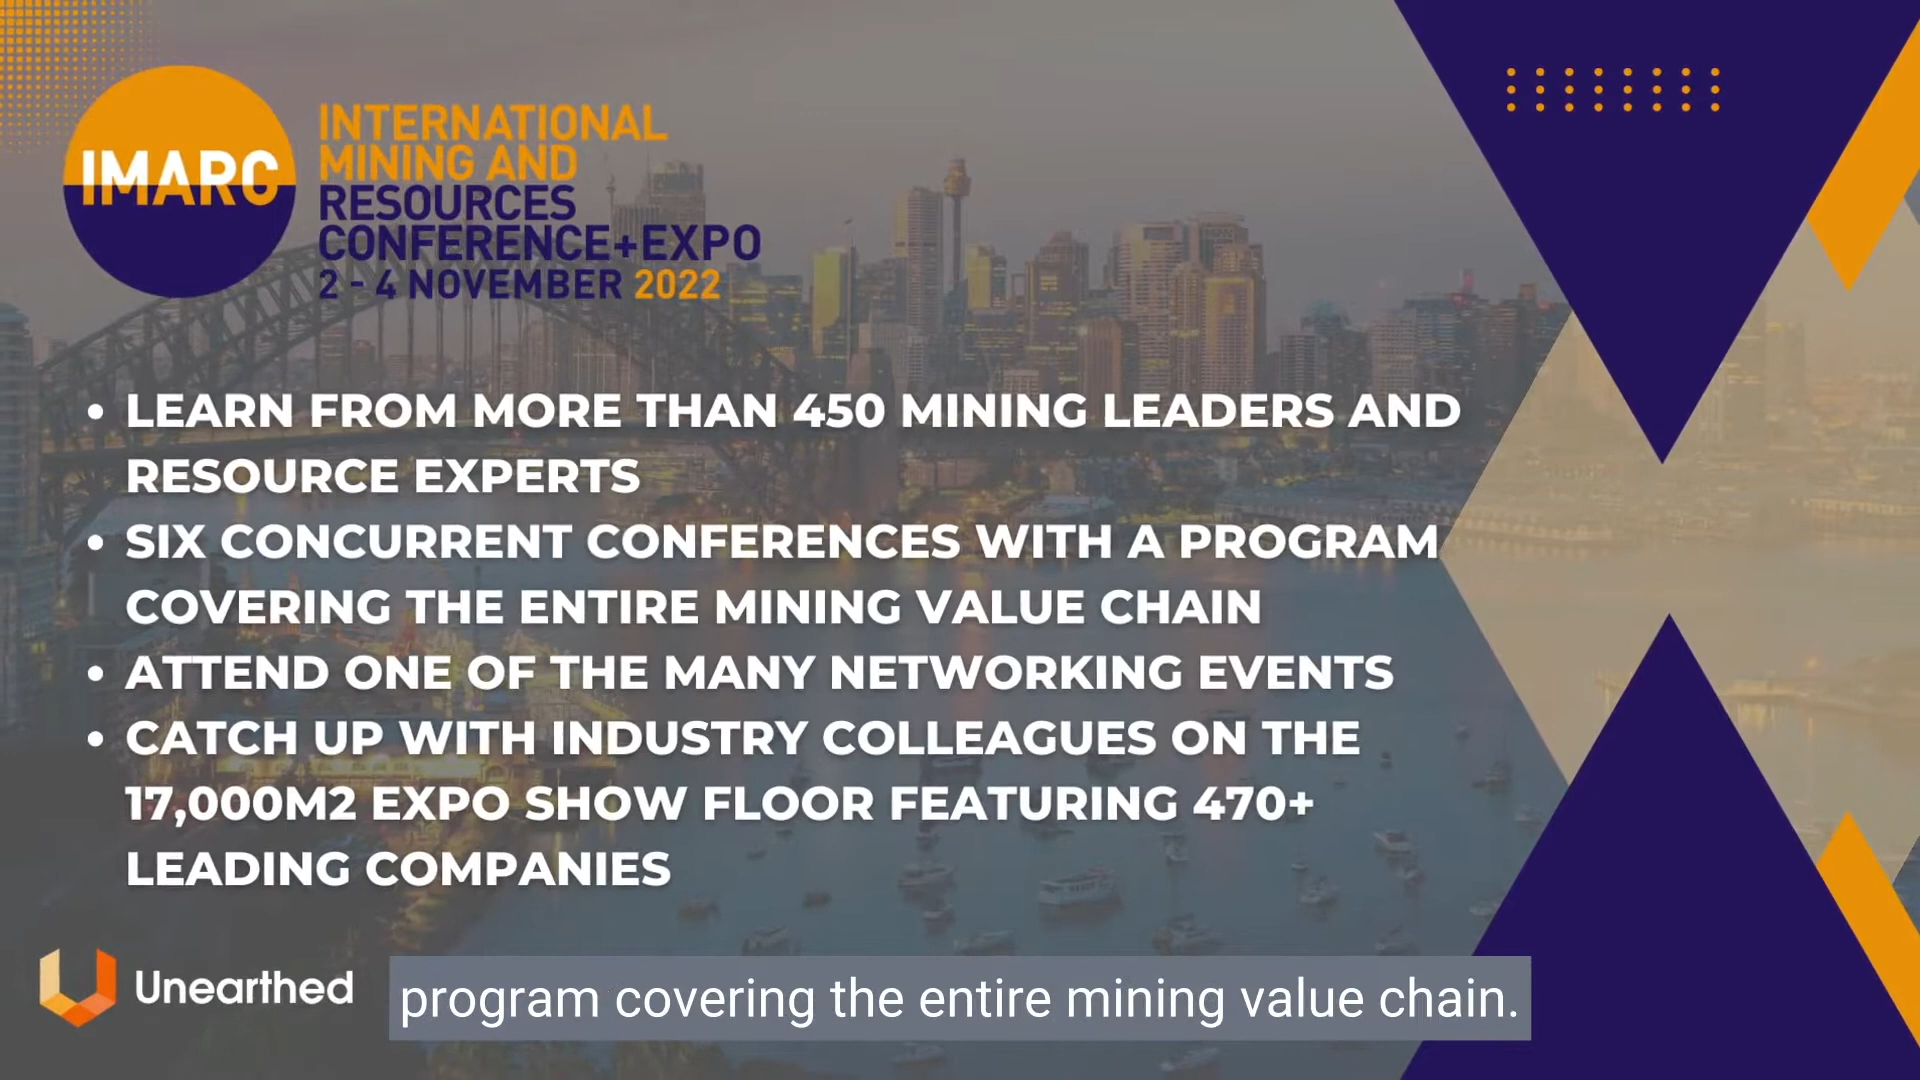 IMARC
INTERNATIONAL
MINING AND
RESOURCES
CONFERENCE+EXPO
2 - 4 NOVEMBER 2022
• LEARN FROM MORE THAN 450 MINING LEADERS AND
RESOURCE EXPERTS
• SIX CONCURRENT CONFERENCES WITH A PROGRAM
COVERING THE ENTIRE MINING VALUE CHAIN
• ATTEND ONE OF THE MANY NETWORKING EVENTS
• CATCH UP WITH INDUSTRY COLLEAGUES ON THE
17,000M2 EXPO SHOW FLOOR FEATURING 470+
LEADING COMPANIES
Unearthed
program covering the entire mining value chain.